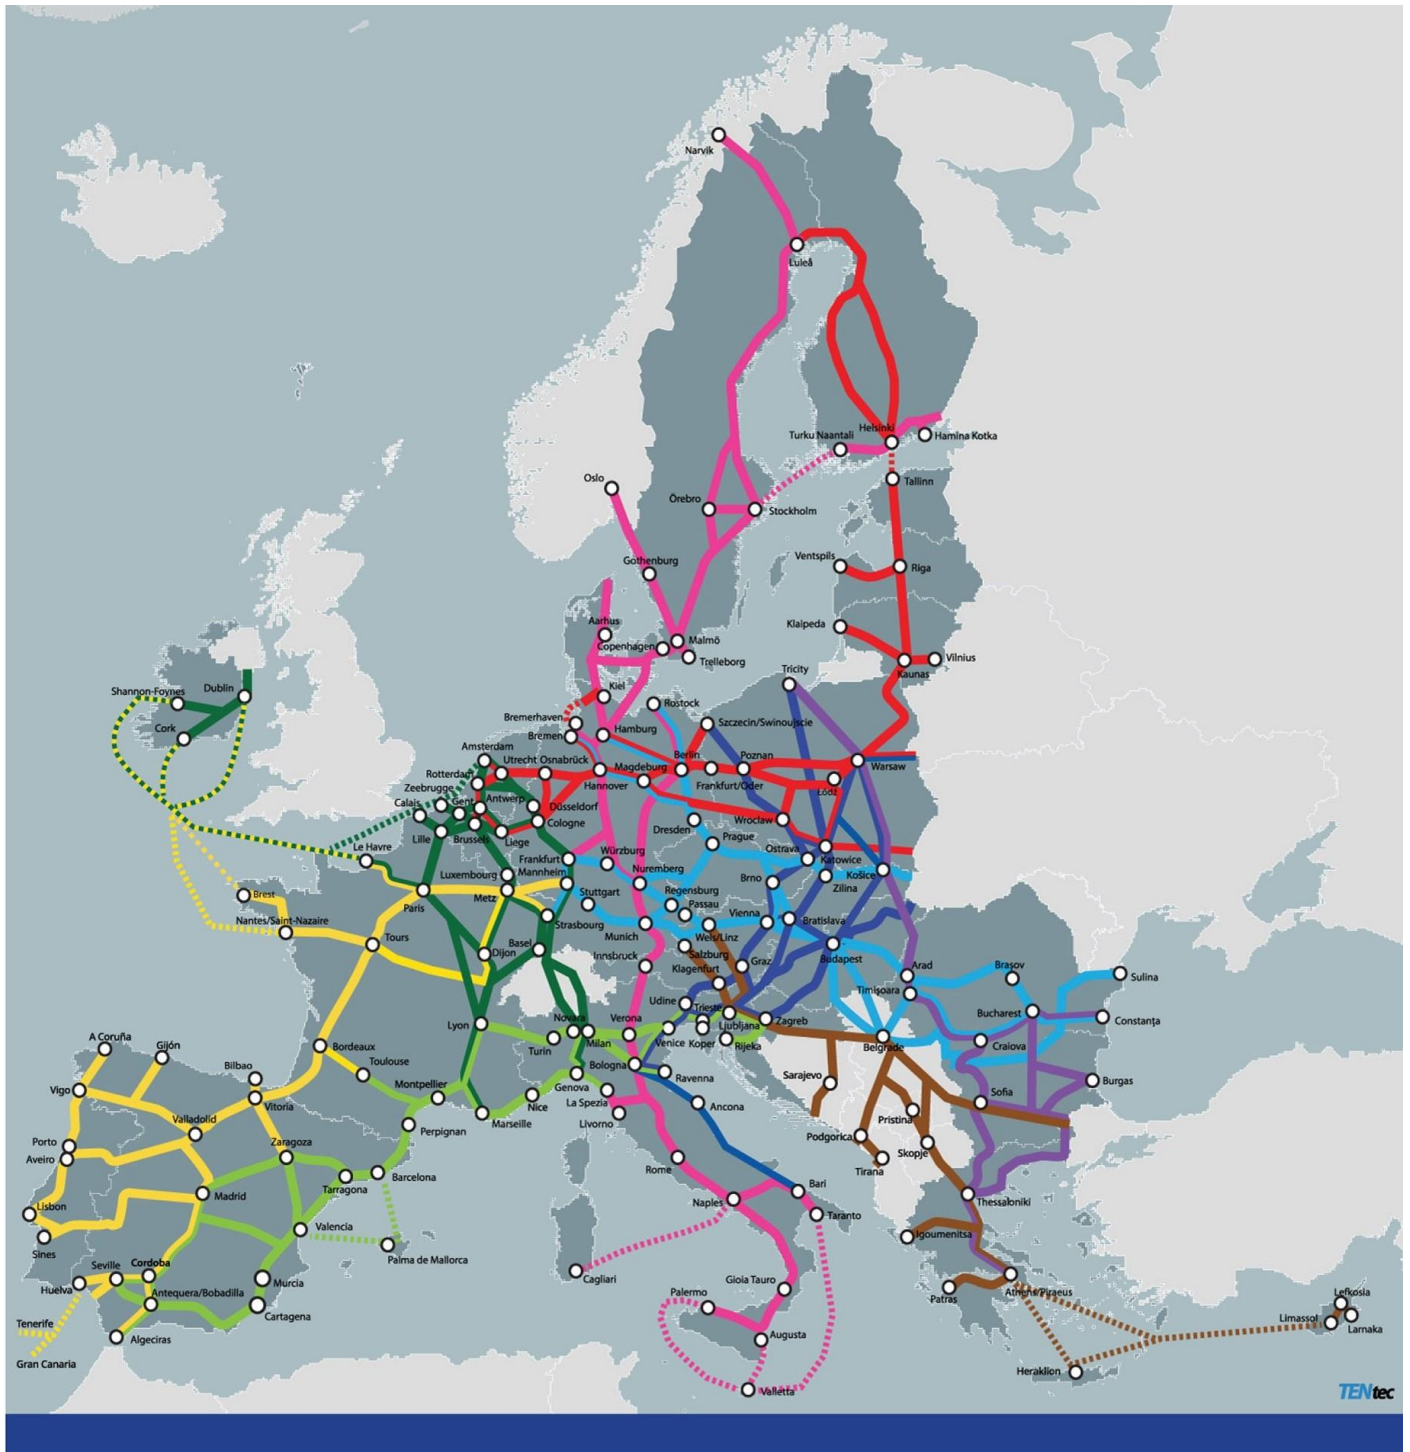 Narvik
Luleå
Helsinki
Turku Naantali
Hamina Kotka
Tallinn
Oslo
Örebro
Stockholm
Ventspils
Riga
Gothenburg
Klaipeda
Aarhus
Malmö
Copenhagen
Trelleborg
Vilnius
Kaunas
Tricity
Shannon-Foynes
Dublin
Cork
Kiel
Rostock
Bremerhaven
Bremen
Hamburg
Szczecin/Swinoujscie
Amsterdam
Utrecht
Osnabrück
Magdeburg
Berlin
Poznan
Warsaw
Rotterdam
Hannover
Frankfurt/Oder
Łódź
Zeebrugge
Calais
Gent
Antwerp
Düsseldorf
Cologne
Dresden
Wroclaw
Lille
Brussels
Liege
Prague
Le Havre
Frankfurt
Würzburg
Ostrava
Katowice
Luxembourg
Mannheim
Nuremberg
Brno
Zilina
Košice
Brest
Paris
Metz
Stuttgart
Regensburg
Passau
Nantes/Saint-Nazaire
Strasbourg
Munich
Wels/Linz
Vienna
Bratislava
Tours
Dijon
Basel
Innsbruck
Salzburg
Klagenfurt
Graz
Budapest
Arad
Timişoara
Braşov
Sulina
Udine
Trieste
Bucharest
Constanţa
Lyon
Novara
Verona
Ljubljana
Zagreb
Turin
Milan
Venice
Koper
Rijeka
Belgrade
Craiova
A Coruña
Gijón
Bordeaux
Toulouse
Bologna
Ravenna
Sarajevo
Burgas
Vigo
Bilbao
Vitoria
Montpellier
Genova
Nice
La Spezia
Livorno
Ancona
Pristina
Sofia
Valladolid
Marseille
Perpignan
Porto
Aveiro
Zaragoza
Podgorica
Tirana
Skopje
Rome
Barcelona
Tarragona
Madrid
Lisbon
Naples
Bari
Taranto
Thessaloniki
Valencia
Sines
Palma de Mallorca
Igoumenitsa
Seville
Cordoba
Huelva
Murcia
Cagliari
Gioia Tauro
Antequera/Bobadilla
Palermo
Patras
Athens/Piraeus
Lefkosia
Cartagena
Limassol
Larnaka
Tenerife
Algeciras
Augusta
Gran Canaria
Heraklion
Valletta
TENtec